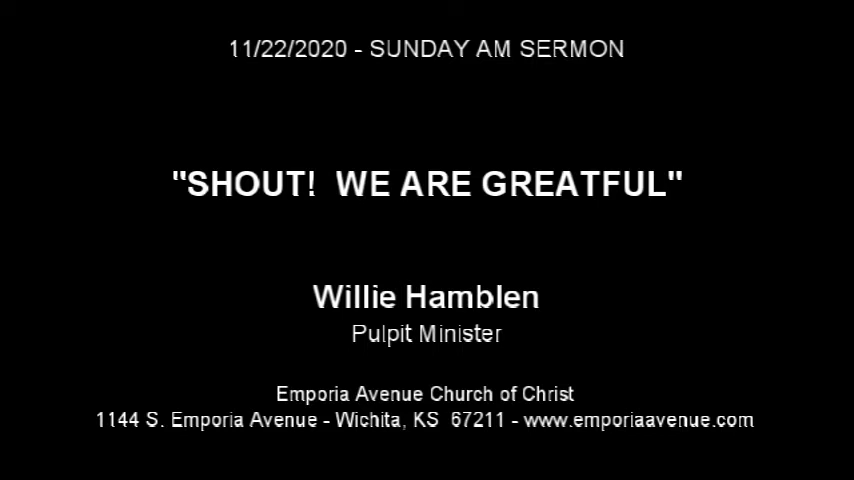 11/22/2020 - SUNDAY AM SERMON
"SHOUT!  WE ARE GREATFUL"
Willie Hamblen
Pulpit Minister
Emporia Avenue Church of Christ
1144 S. Emporia Avenue - Wichita, KS  67211 - www.emporiaavenue.com